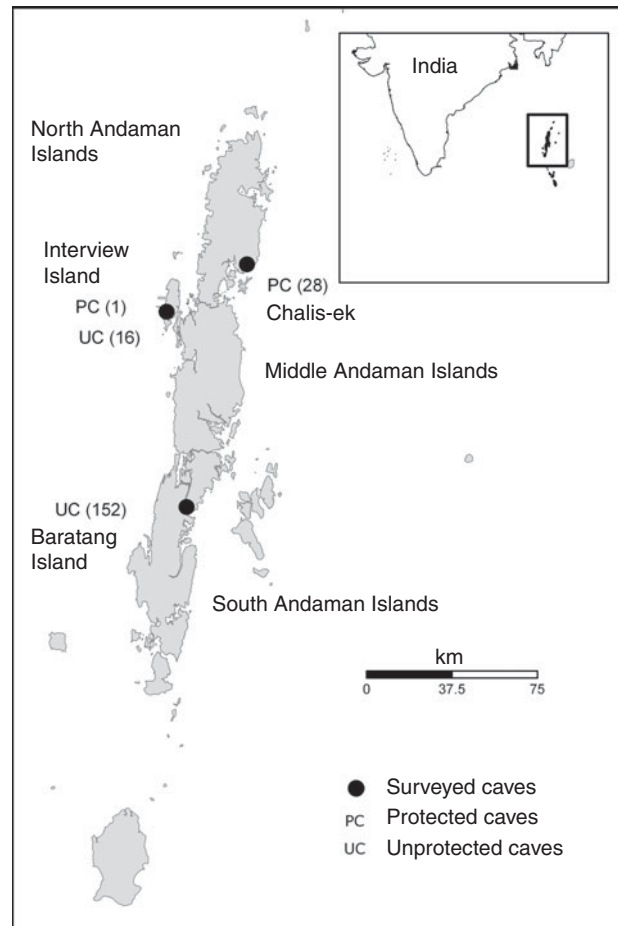 India
North Andaman
Islands
Interview
Island
PC (1)
UC (16)
PC (28)
Chalis-ek
Middle Andaman Islands
UC (152)
Baratang
Island
South Andaman Islands
km
0 37.5 75
Surveyed caves
PC Protected caves
UC Unprotected caves